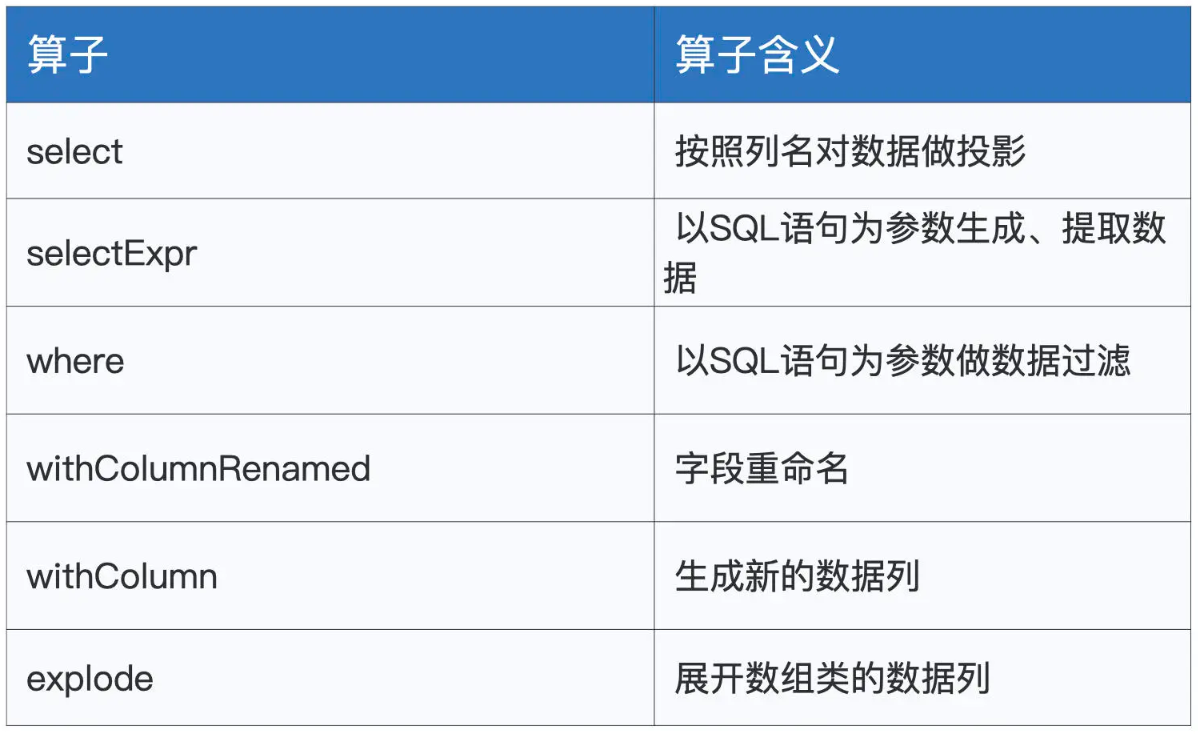 算子
算子含义
select
按照列名对数据做投影
selectExpr
以SQL语句为参数生成、提取数
据
where
以SQL语句为参数做数据过滤
withColumnRenamed
字段重命名
withColumn
生成新的数据列
explode
展开数组类的数据列